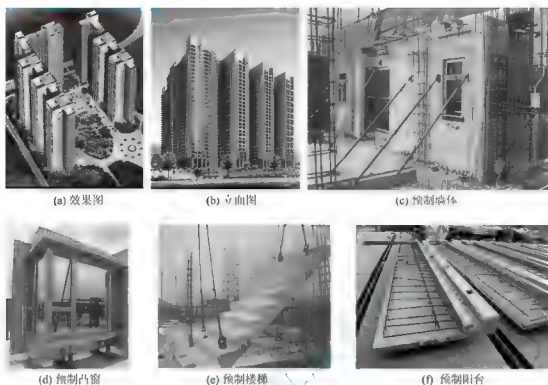 (a) 效果图
(b) 立面图
(c) 预制墙体
(d) 预制凸窗
(e) 预制楼梯
(f) 预制阳台